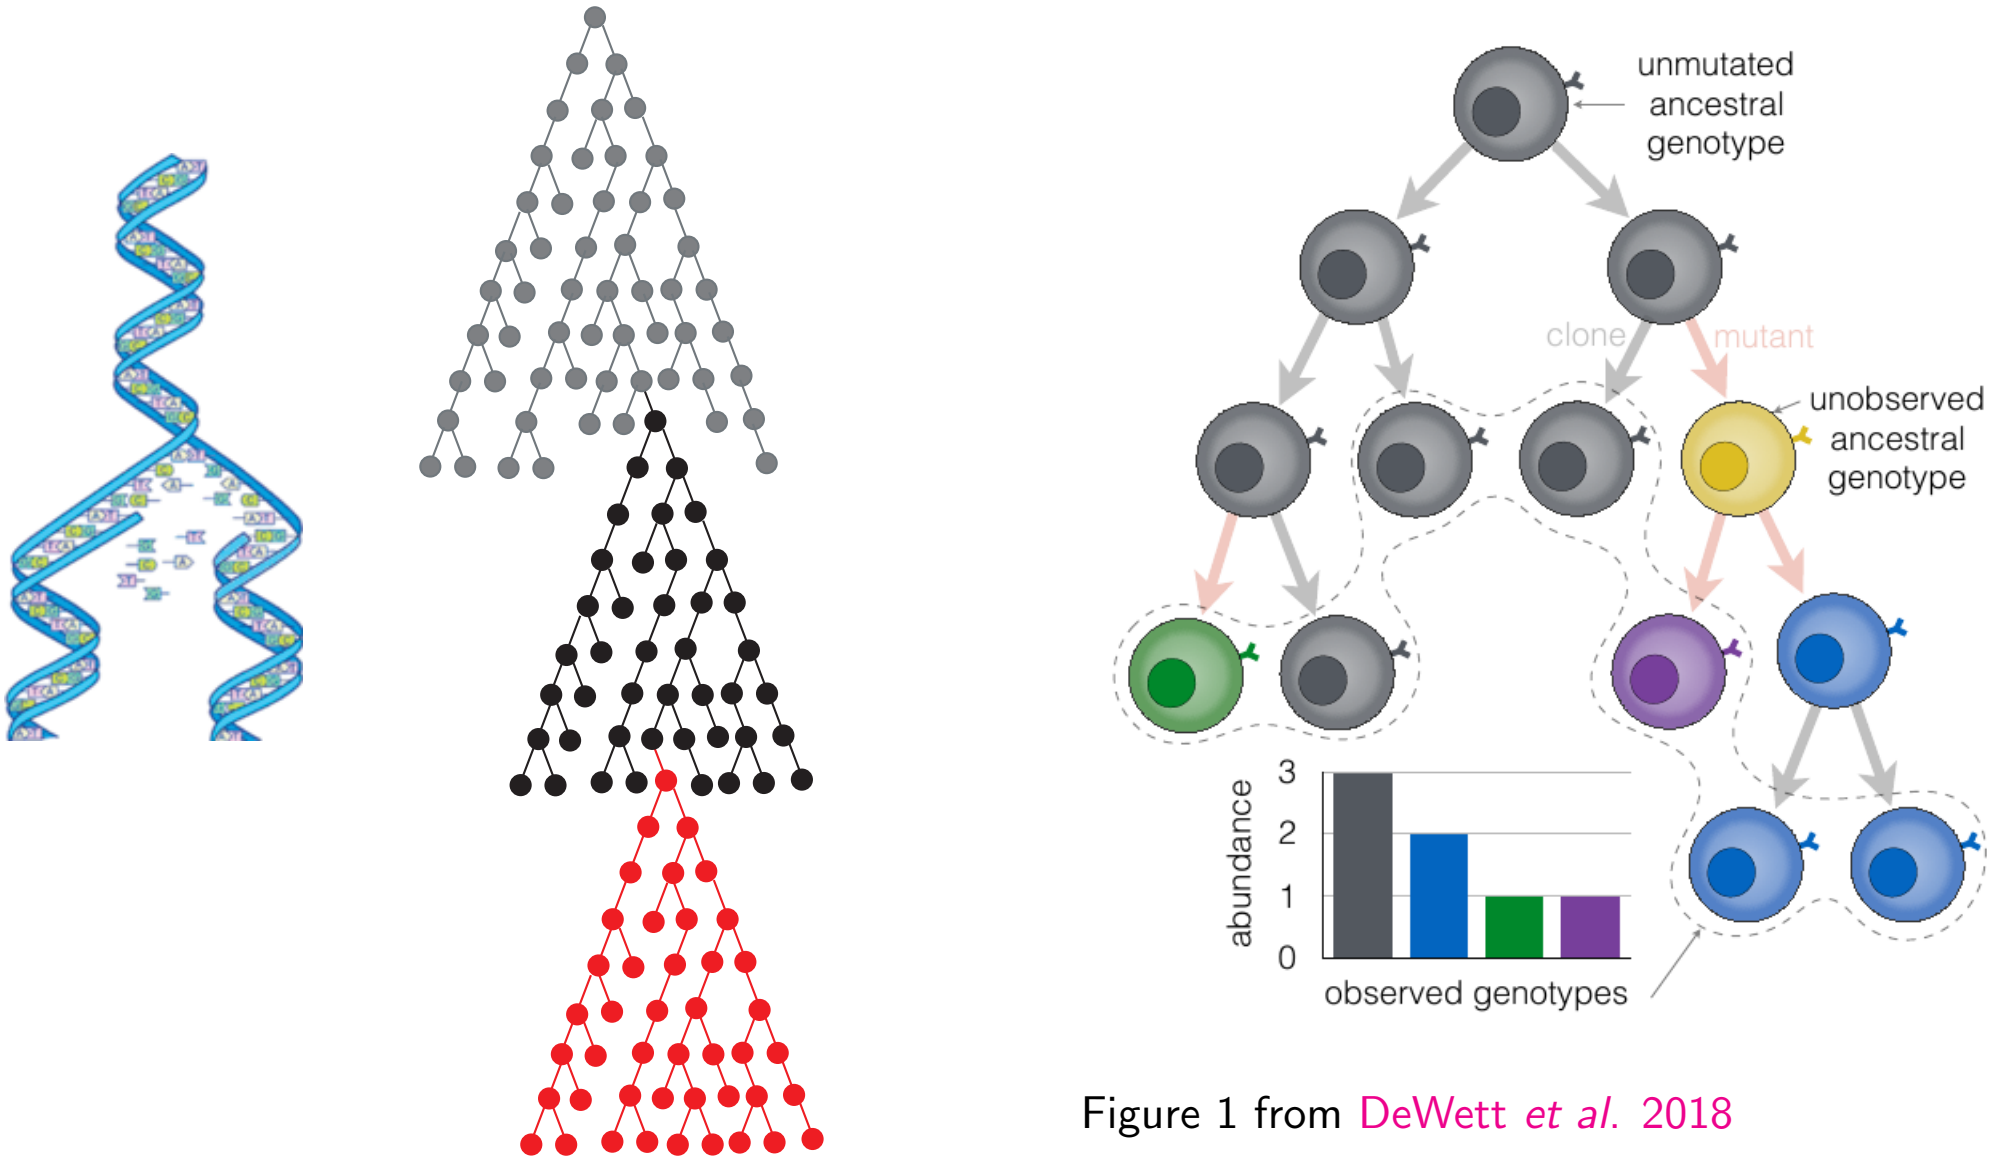 unmutated
ancestral
genotype
clone
mutant
unobserved
ancestral
genotype
3
2
1
0
abundance
observed genotypes
Figure 1 from DeWett et al. 2018